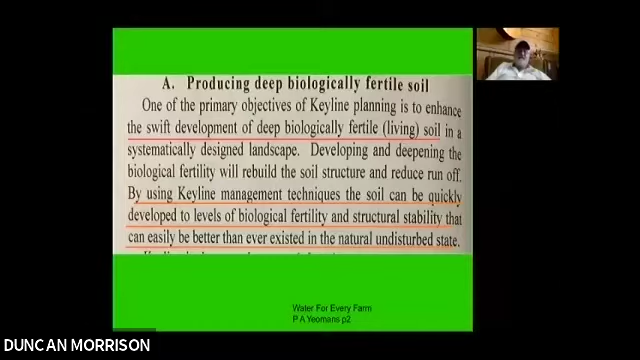 A. Producing deep biologically fertile soil
One of the primary objectives of Keyline planning is to enhance
the swift development of deep biologically fertile (living) soil in a
systematically designed landscape. Developing and deepening the
biological fertility will rebuild the soil structure and reduce run off.
By using Keyline management techniques the soil can be quickly
developed to levels of biological fertility and structural stability that
can easily be better than ever existed in the natural undisturbed state.
Water For Every Farm
P A Yeomans p2
DUNCAN MORRISON